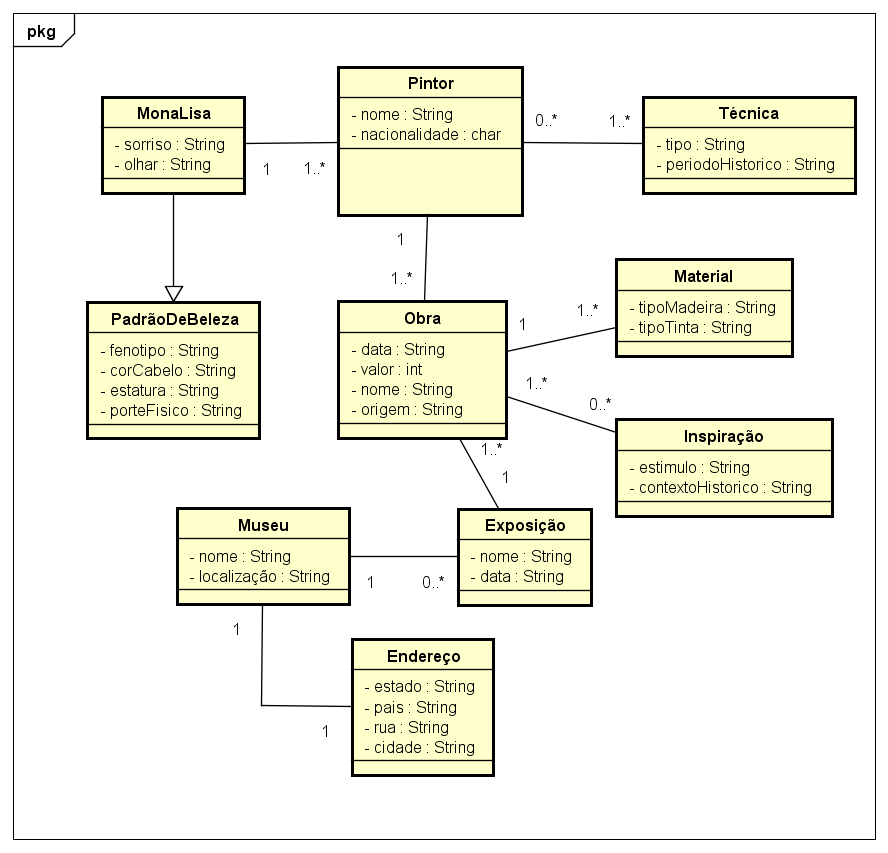 pkg
Pintor
- nome : String
- nacionalidade : char
MonaLisa
- sorriso : String
- olhar : String
Técnica
- tipo : String
- periodoHistorico : String
1
1..*
0..*
1..*
1
1..*
PadrãoDeBeleza
- fenotipo : String
- corCabelo : String
- estatura : String
- porteFisico : String
Obra
- data : String
- valor : int
- nome : String
- origem : String
Material
- tipoMadeira : String
- tipoTinta : String
1
1..*
1..*
0..*
Inspiração
- estimulo : String
- contextoHistorico : String
1..*
1
Museu
- nome : String
- localização : String
Exposição
- nome : String
- data : String
1
0..*
1
1
Endereço
- estado : String
- pais : String
- rua : String
- cidade : String